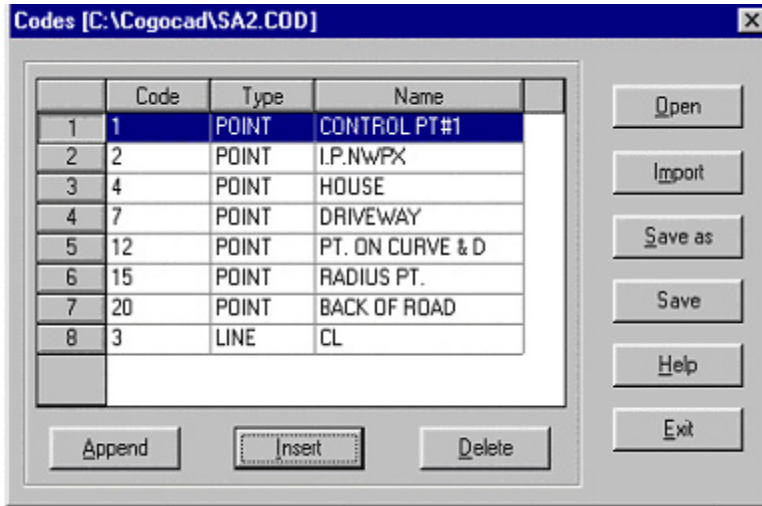 Codes [C:\Cogocad\SA2.COD]
Code Type Name
1 1 POINT CONTROL PT#1
2 2 POINT I.P.NWPX
3 4 POINT HOUSE
4 7 POINT DRIVEWAY
5 12 POINT PT. ON CURVE & D
6 15 POINT RADIUS PT.
7 20 POINT BACK OF ROAD
8 3 LINE CL
Append Insert Delete
Open
Import
Save as
Save
Help
Exit